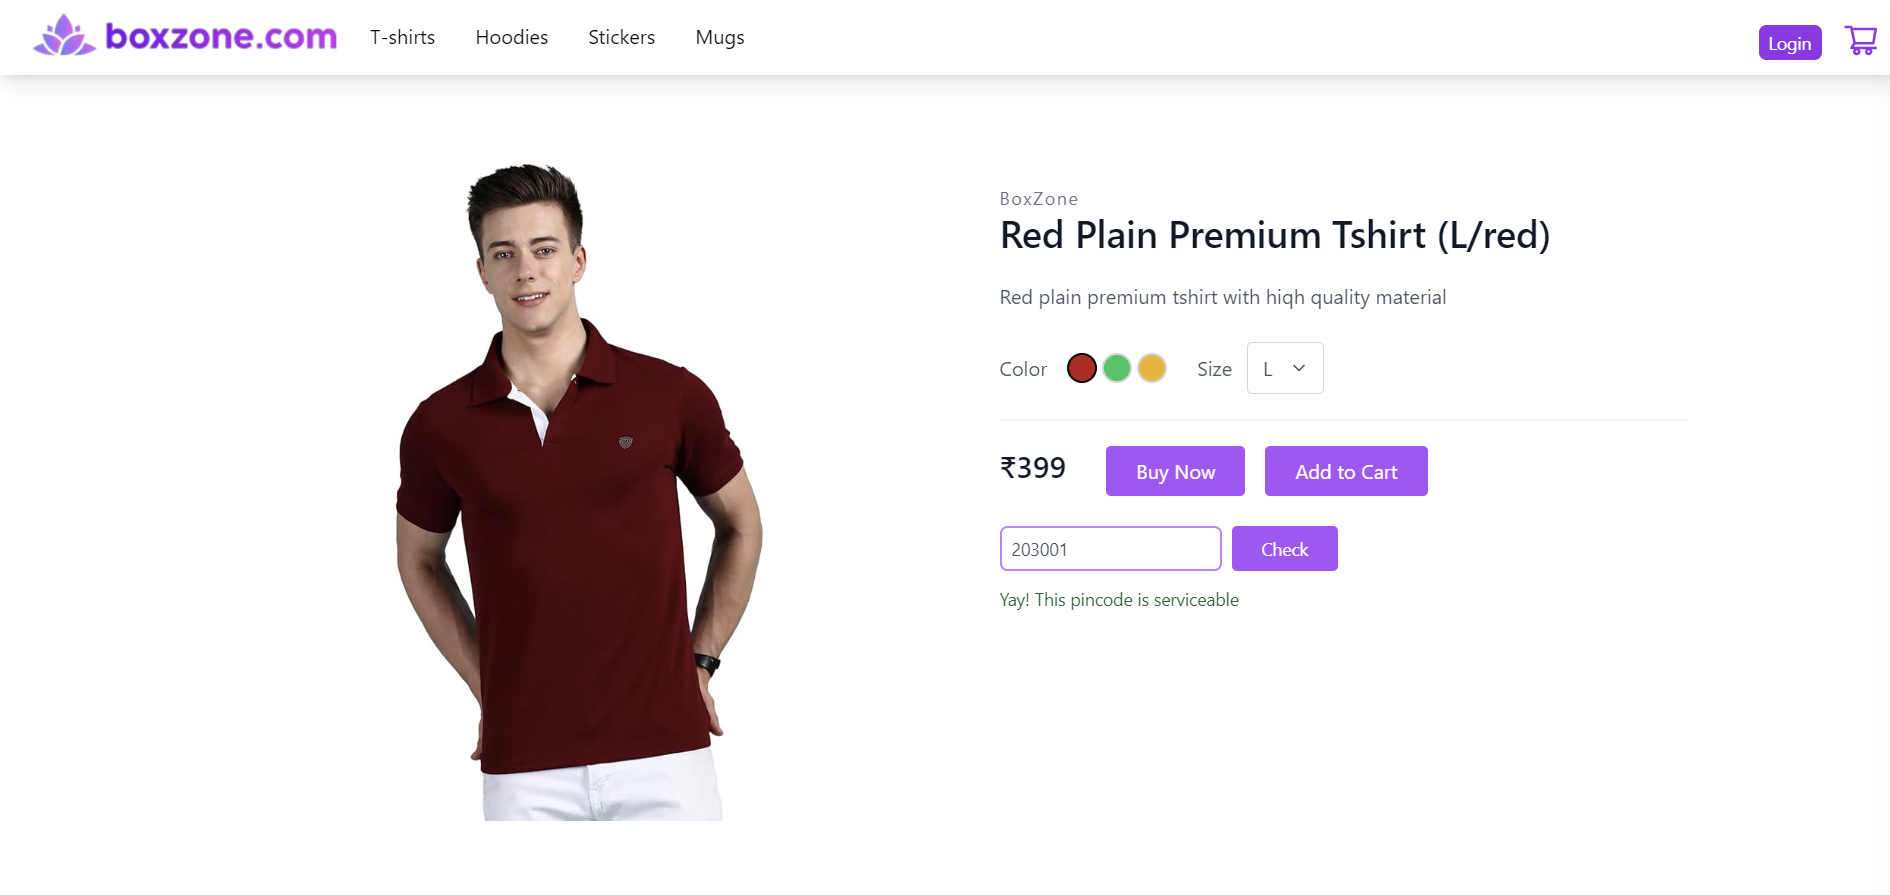 boxzone.com
T-shirts Hoodies Stickers Mugs
Login
BoxZone
Red Plain Premium Tshirt (L/red)
Red plain premium tshirt with hiqh quality material
Color Size L
₹399 Buy Now Add to Cart
203001 Check
Yay! This pincode is serviceable